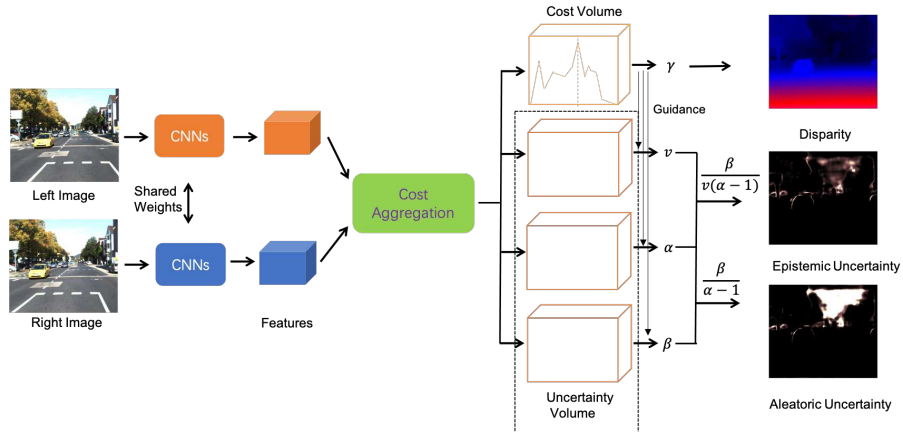 Cost Volume
γ
Guidance
Disparity
CNNs
Left Image
Shared
Weights
Cost
Aggregation
v
β
v(α − 1)
CNNs
α
Epistemic Uncertainty
β
α − 1
Right Image
Features
β
Uncertainty
Volume
Aleatoric Uncertainty